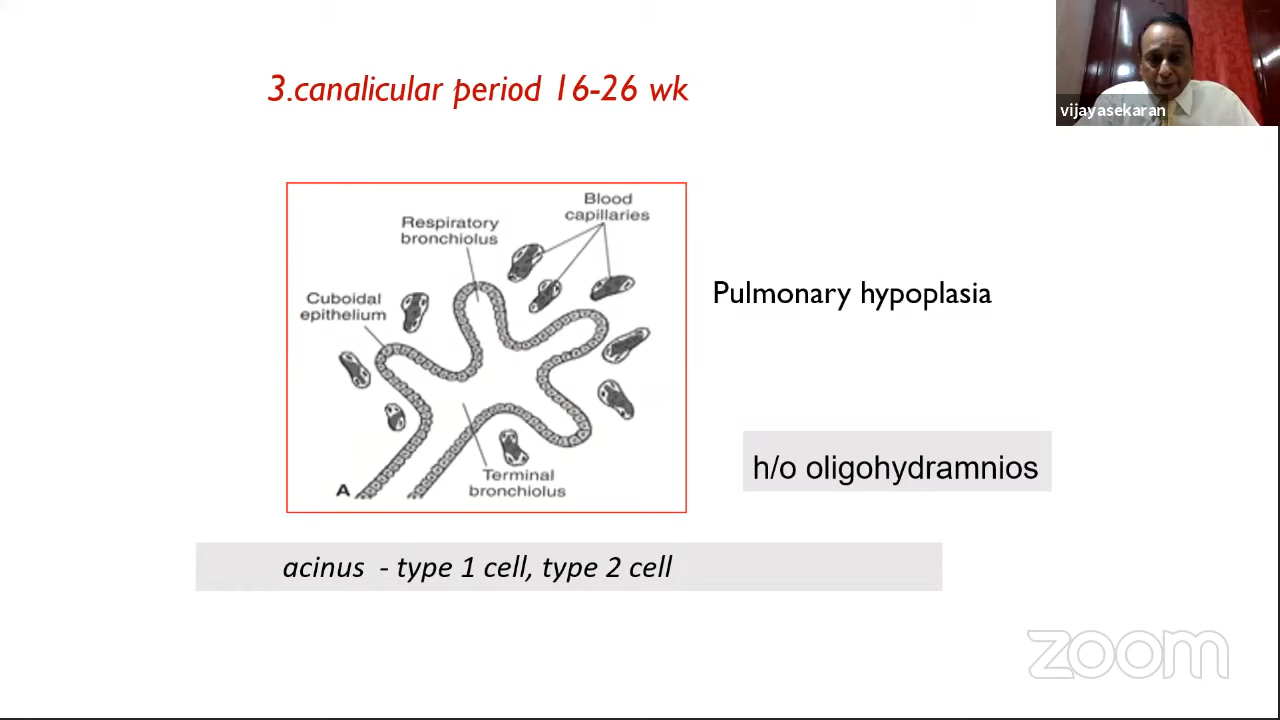 3.canalicular period 16-26 wk
vijayasekaran
Blood
capillaries
Respiratory
bronchiolus
Cuboidal
epithelium
Pulmonary hypoplasia
h/o oligohydramnios
Terminal
bronchiolus
A
acinus - type 1 cell, type 2 cell
zoom